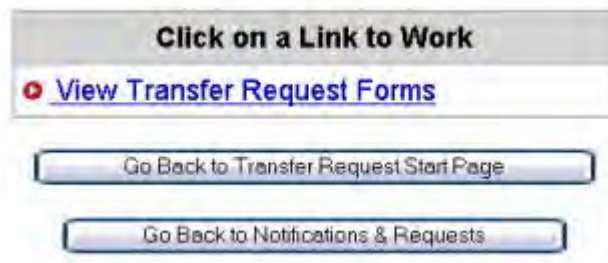 Click on a Link to Work
View Transfer Request Forms
Go Back to Transfer Request Start Page
Go Back to Notifications & Requests